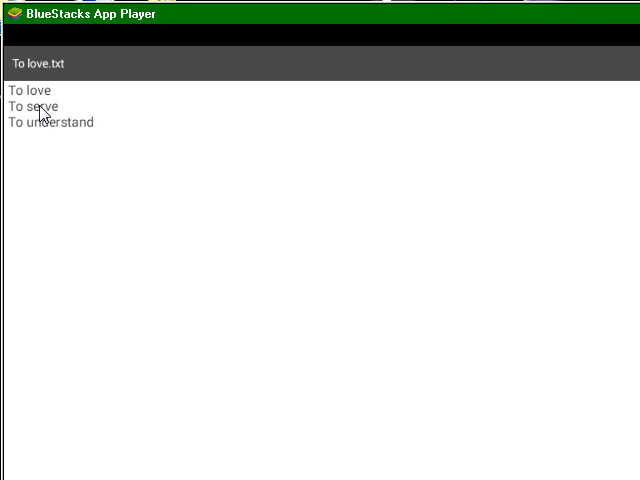 BlueStacks App Player
To love.txt
To love
To serve
To understand